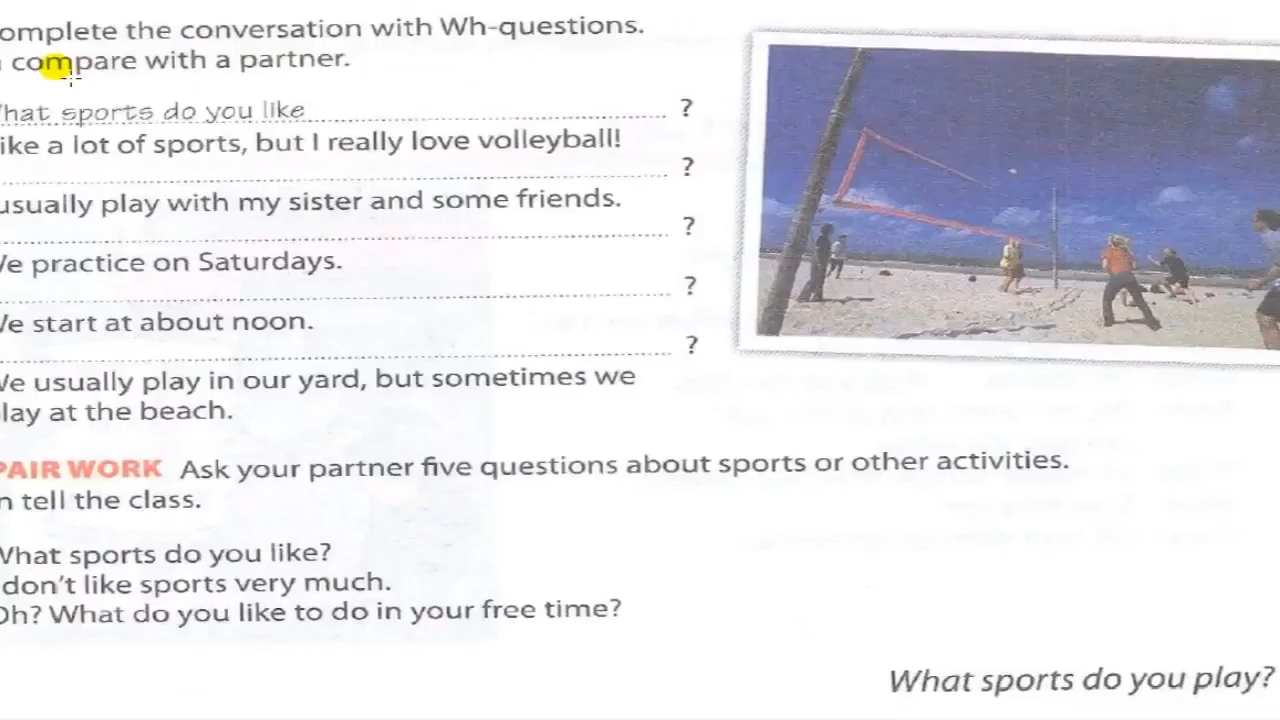 omplete the conversation with Wh-questions.
compare with a partner.
hat sports do you like ?
ike a lot of sports, but I really love volleyball!
?
usually play with my sister and some friends.
?
e practice on Saturdays.
?
e start at about noon.
?
e usually play in our yard, but sometimes we
lay at the beach.
PAIR WORK Ask your partner five questions about sports or other activities.
n tell the class.
What sports do you like?
don't like sports very much.
Oh? What do you like to do in your free time?
What sports do you play?